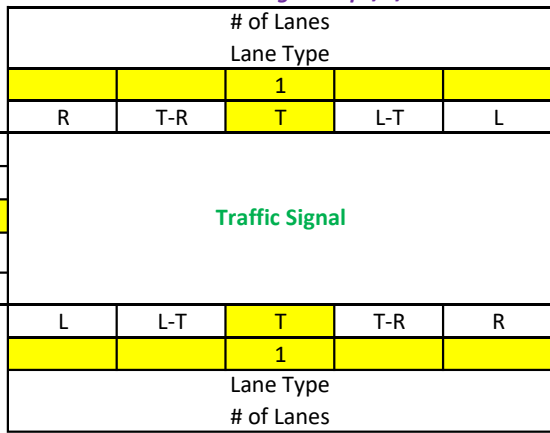 # of Lanes
Lane Type
1
R T-R T L-T L
Traffic Signal
L L-T T T-R R
1
Lane Type
# of Lanes